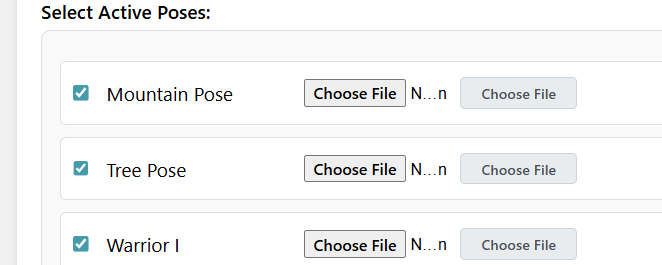 Select Active Poses:
Mountain Pose Choose File N...n Choose File
Tree Pose Choose File N...n Choose File
Warrior I Choose File N...n Choose File